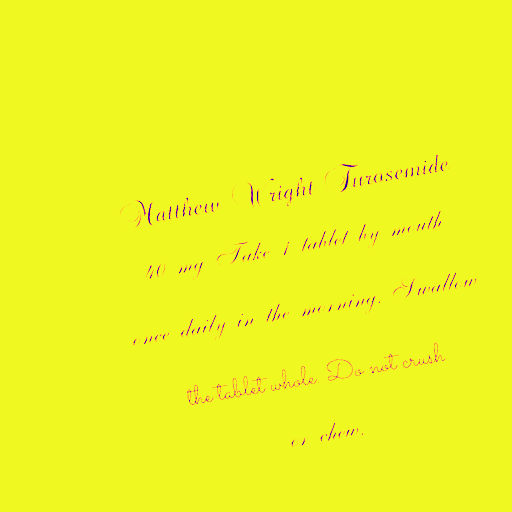 Matthew Wright Furosemide
40 mg Take 1 tablet by mouth
once daily in the morning. Swallow
the tablet whole. Do not crush
or chew.